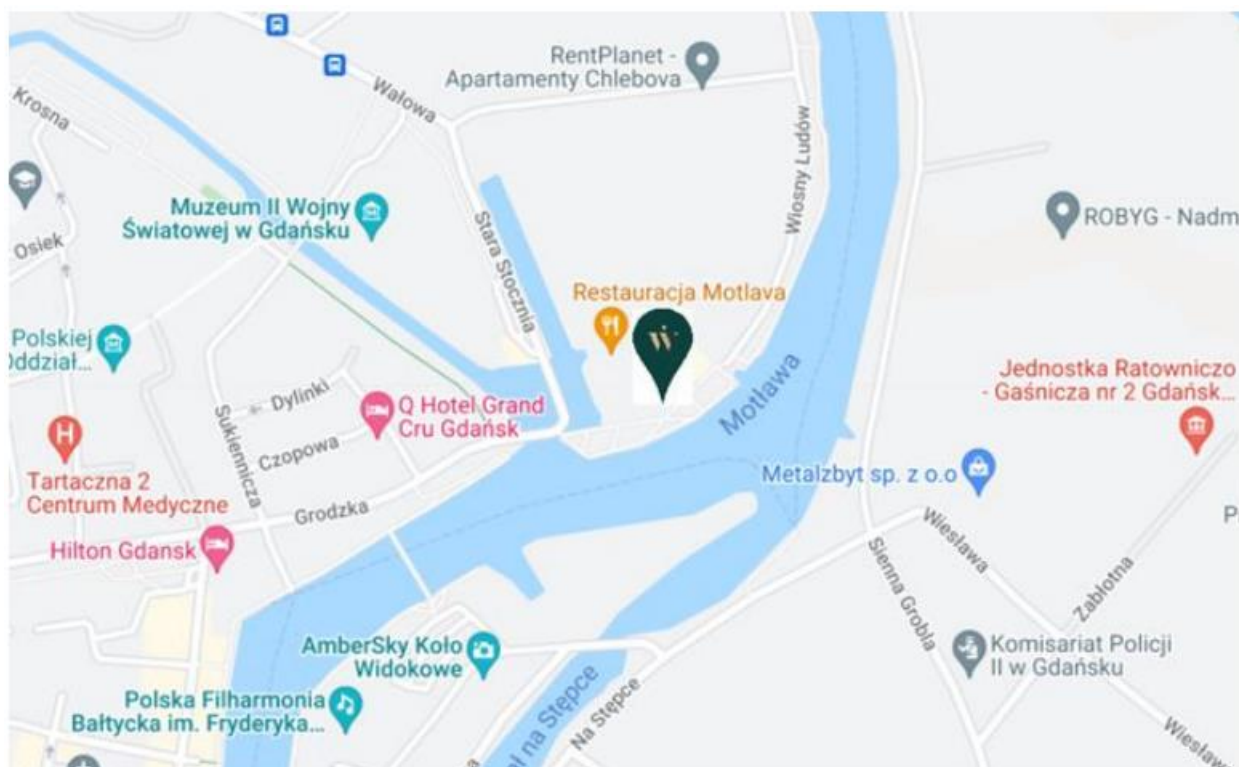 RentPlanet -
Apartamenty Chlebova
Wałowa
Krosna
Wiosny Ludów
Muzeum II Wojny
Światowej w Gdańsku
ROBYG - Nadm
Osiek
Stara Stocznia
Restauracja Motlava
W
Polskiej
Oddział...
Motława
Jednostka Ratowniczo
- Gaśnicza nr 2 Gdańsk...
Dylinki
Q Hotel Grand
Cru Gdańsk
Czopowa
Sukiennicza
H
Tartaczna 2
Centrum Medyczne
Metalzbyt sp. z o.o
Grodzka
Wiesława
Hilton Gdansk
Sienna Grobla
Zabłotna
AmberSky Koło
Widokowe
Komisariat Policji
II w Gdańsku
Polska Filharmonia
Bałtycka im. Fryderyka...
na Stępce
Na Stępce
Wiesława